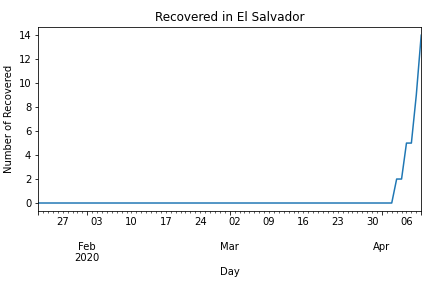 Recovered in El Salvador
Number of Recovered
14
12
10
8
6
4
2
0
27 03 10 17 24 02 09 16 23 30 06
Feb Mar Apr
2020
Day